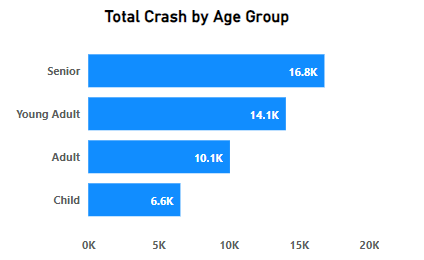 Total Crash by Age Group
Senior 16.8K
Young Adult 14.1K
Adult 10.1K
Child 6.6K
0K 5K 10K 15K 20K